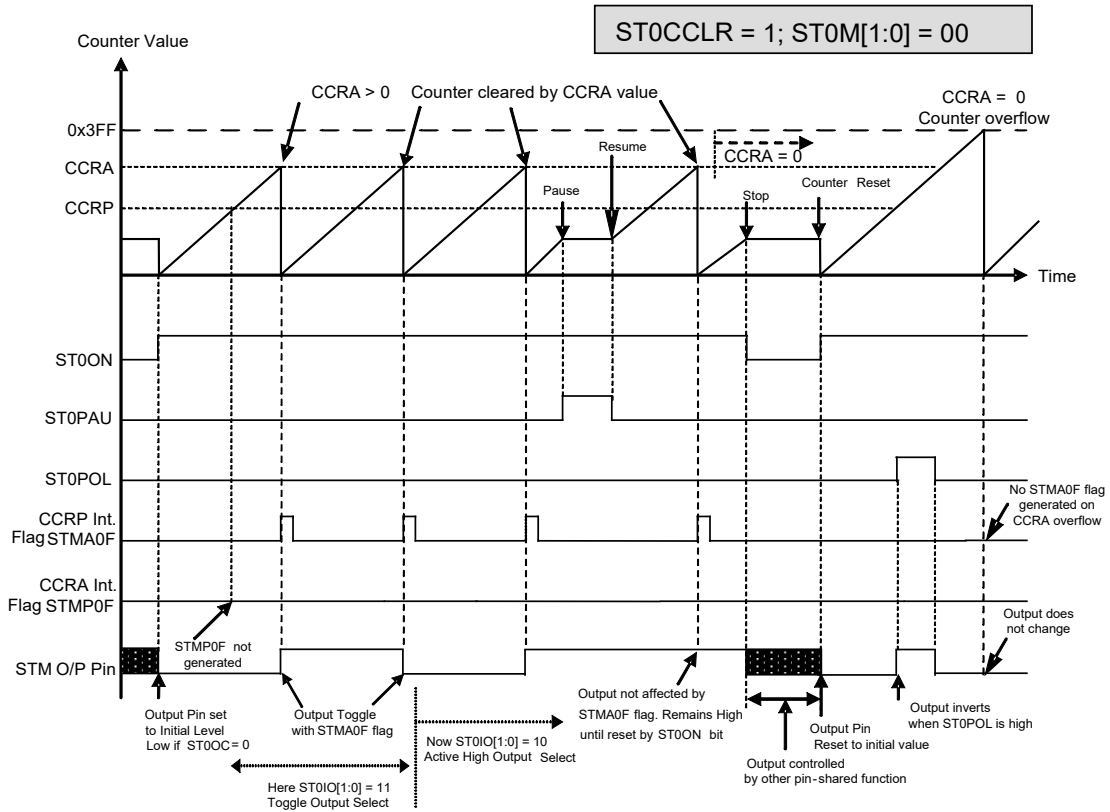 ST0CCLR = 1; ST0M[1:0] = 00
Counter Value
CCRA > 0
Counter cleared by CCRA value
CCRA = 0
Counter overflow
0x3FF
Resume
CCRA = 0
CCRA
Pause
Stop
Counter Reset
CCRP
Time
ST0ON
ST0PAU
ST0POL
No STMA0F flag
generated on
CCRA overflow
CCRP Int.
Flag STMA0F
CCRA Int.
Flag STMP0F
STMP0F not
generated
Output does
not change
STM O/P Pin
Output Pin set
to Initial Level
Low if ST0OC=0
Output Toggle
with STMA0F flag
Output not affected by
STMA0F flag. Remains High
until reset by ST0ON bit
Output inverts
when ST0POL is high
Output Pin
Reset to initial value
Now ST0IO[1:0] = 10
Active High Output Select
Output controlled
by other pin-shared function
Here ST0IO[1:0] = 11
Toggle Output Select